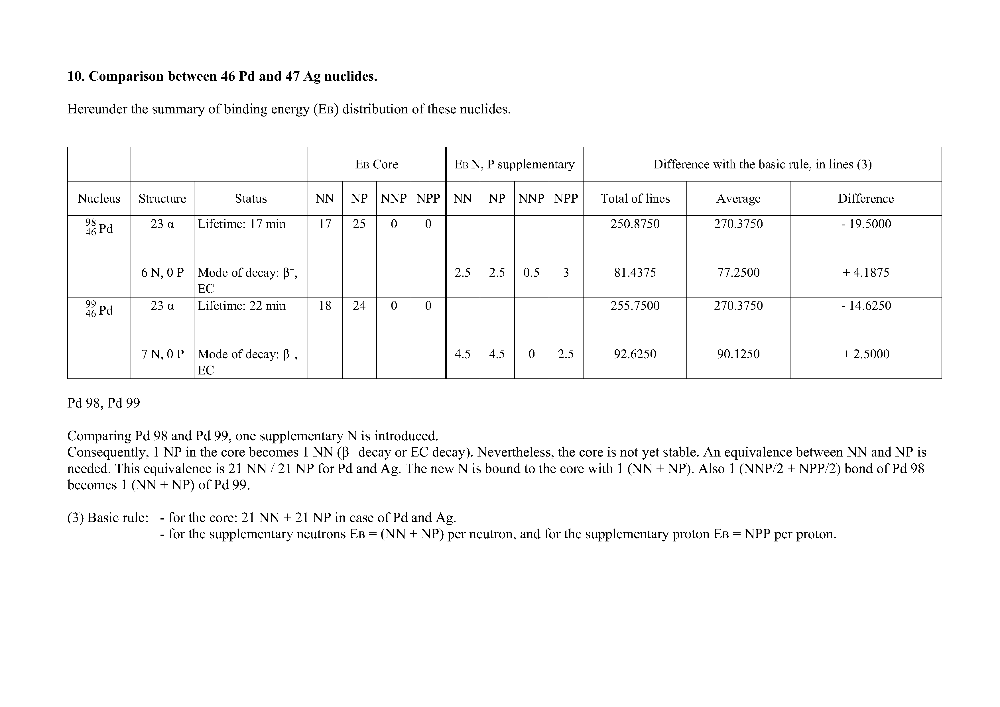 10. Comparison between 46 Pd and 47 Ag nuclides.
Hereunder the summary of binding energy (EB) distribution of these nuclides.
EB Core EB N, P supplementary Difference with the basic rule, in lines (3)
Nucleus Structure Status NN NP NNP NPP NN NP NNP NPP Total of lines Average Difference
98 46 Pd 23 α Lifetime: 17 min 17 25 0 0 250.8750 270.3750 - 19.5000
6 N, 0 P Mode of decay: β⁺, 2.5 2.5 0.5 3 81.4375 77.2500 + 4.1875
EC
99 46 Pd 23 α Lifetime: 22 min 18 24 0 0 255.7500 270.3750 - 14.6250
7 N, 0 P Mode of decay: β⁺, 4.5 4.5 0 2.5 92.6250 90.1250 + 2.5000
EC
Pd 98, Pd 99
Comparing Pd 98 and Pd 99, one supplementary N is introduced.
Consequently, 1 NP in the core becomes 1 NN (β⁺ decay or EC decay). Nevertheless, the core is not yet stable. An equivalence between NN and NP is
needed. This equivalence is 21 NN / 21 NP for Pd and Ag. The new N is bound to the core with 1 (NN + NP). Also 1 (NNP/2 + NPP/2) bond of Pd 98
becomes 1 (NN + NP) of Pd 99.
(3) Basic rule: - for the core: 21 NN + 21 NP in case of Pd and Ag.
- for the supplementary neutrons EB = (NN + NP) per neutron, and for the supplementary proton EB = NPP per proton.